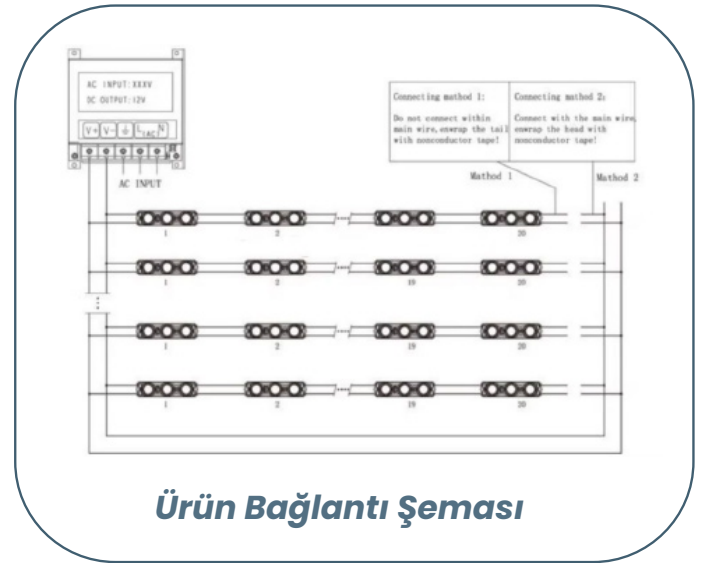 AC INPUT:XXXV
DC OUTPUT:12V
V+ V- L AC N
AC INPUT
Connecting mathod 1:
Do not connect within
main wire,enwrap the tail
with nonconductor tape!
Connecting mathod 2:
Connect with the main wire,
enwrap the head with
nonconductor tape!
Mathod 1
Mathod 2
1 2 20
1 2 19 20
1 2 19 20
1 2 19 20
Ürün Bağlantı Şeması